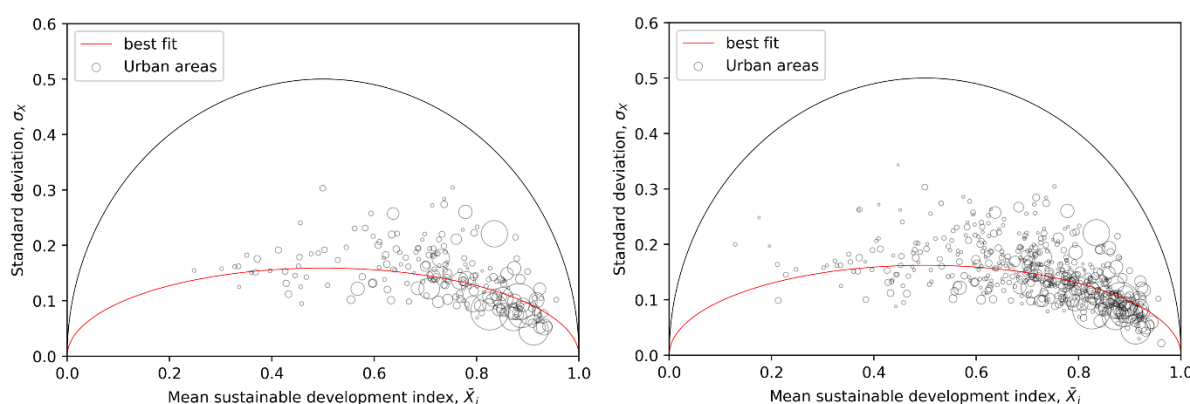 0.6
0.5
0.4
0.3
0.2
0.1
0.0
Standard deviation, σ_X
best fit
Urban areas
0.0 0.2 0.4 0.6 0.8 1.0
Mean sustainable development index, X̄_i
0.6
0.5
0.4
0.3
0.2
0.1
0.0
Standard deviation, σ_X
best fit
Urban areas
0.0 0.2 0.4 0.6 0.8 1.0
Mean sustainable development index, X̄_i